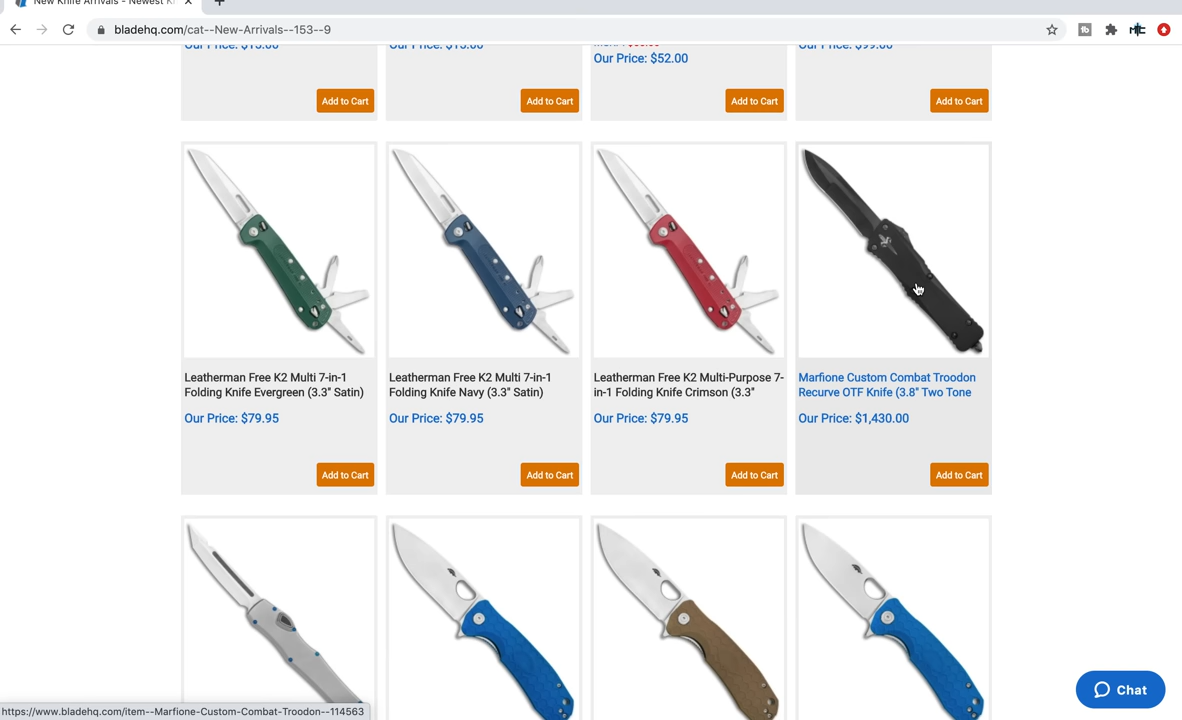 New Knife Arrivals - Newest K
bladehq.com/cat--New-Arrivals--153--9
Our Price: $52.00
Our Price: $99.00
Add to Cart
Add to Cart
Add to Cart
Add to Cart
Leatherman Free K2 Multi 7-in-1
Folding Knife Evergreen (3.3" Satin)
Our Price: $79.95
Add to Cart
Leatherman Free K2 Multi 7-in-1
Folding Knife Navy (3.3" Satin)
Our Price: $79.95
Add to Cart
Leatherman Free K2 Multi-Purpose 7-
in-1 Folding Knife Crimson (3.3"
Our Price: $79.95
Add to Cart
Marfione Custom Combat Troodon
Recurve OTF Knife (3.8" Two Tone
Our Price: $1,430.00
Add to Cart
Chat
https://www.bladehq.com/item--Marfione-Custom-Combat-Troodon--114563